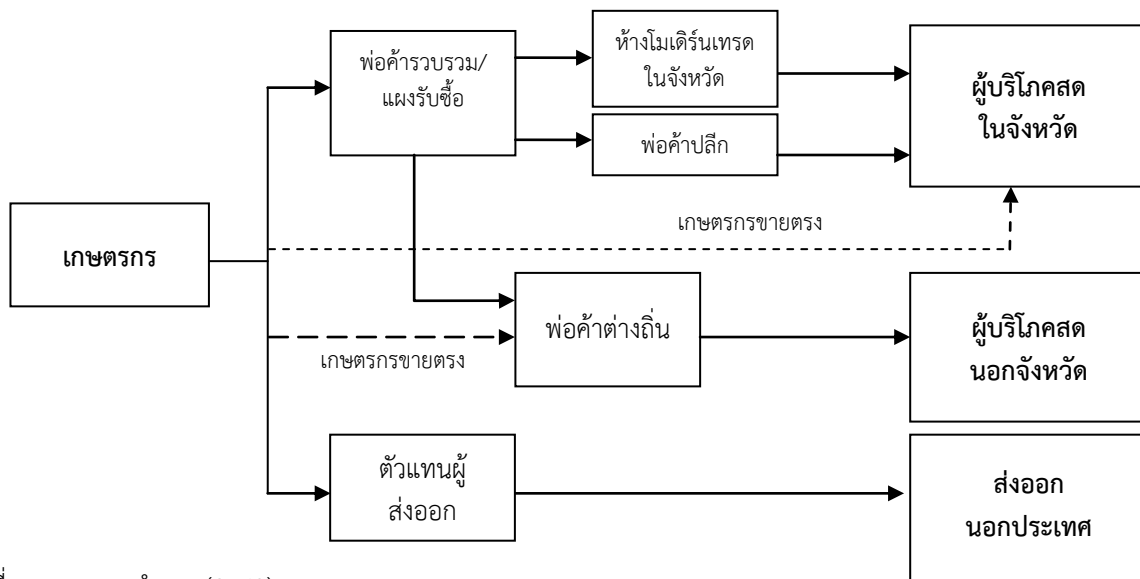 พ่อค้ารวบรวม/
แผงรับซื้อ
ห้างโมเดิร์นเทรด
ในจังหวัด
พ่อค้าปลีก
ผู้บริโภคสด
ในจังหวัด
เกษตรกร
เกษตรกรขายตรง
พ่อค้าต่างถิ่น
เกษตรกรขายตรง
ผู้บริโภคสด
นอกจังหวัด
ตัวแทนผู้
ส่งออก
ส่งออก
นอกประเทศ